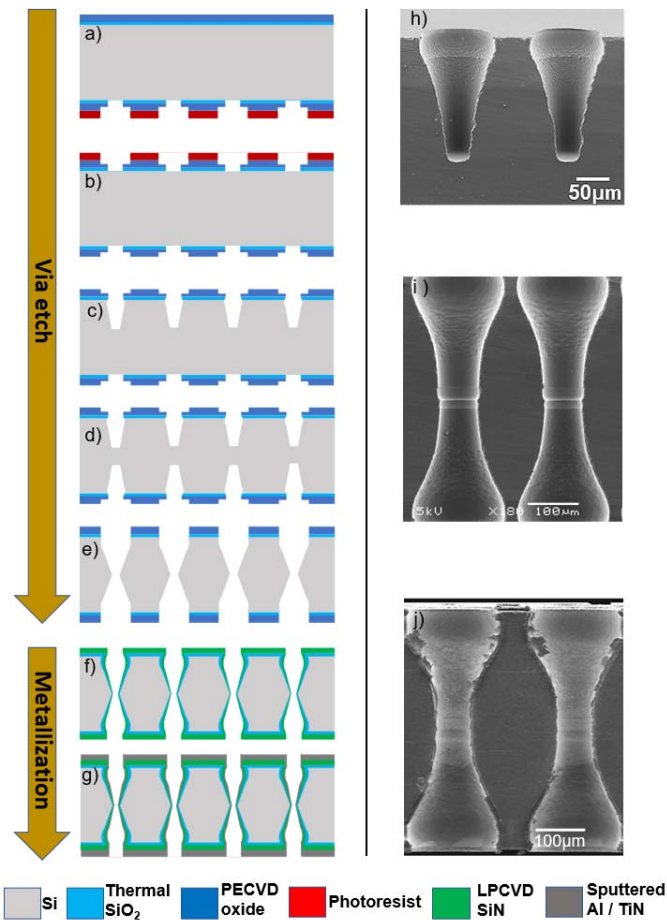 a)
b)
c)
d)
e)
f)
g)
Via etch
Metallization
h)
50µm
i )
5kV X180 100µm
j)
100µm
Si
Thermal
SiO₂
PECVD
oxide
Photoresist
LPCVD
SiN
Sputtered
Al / TiN